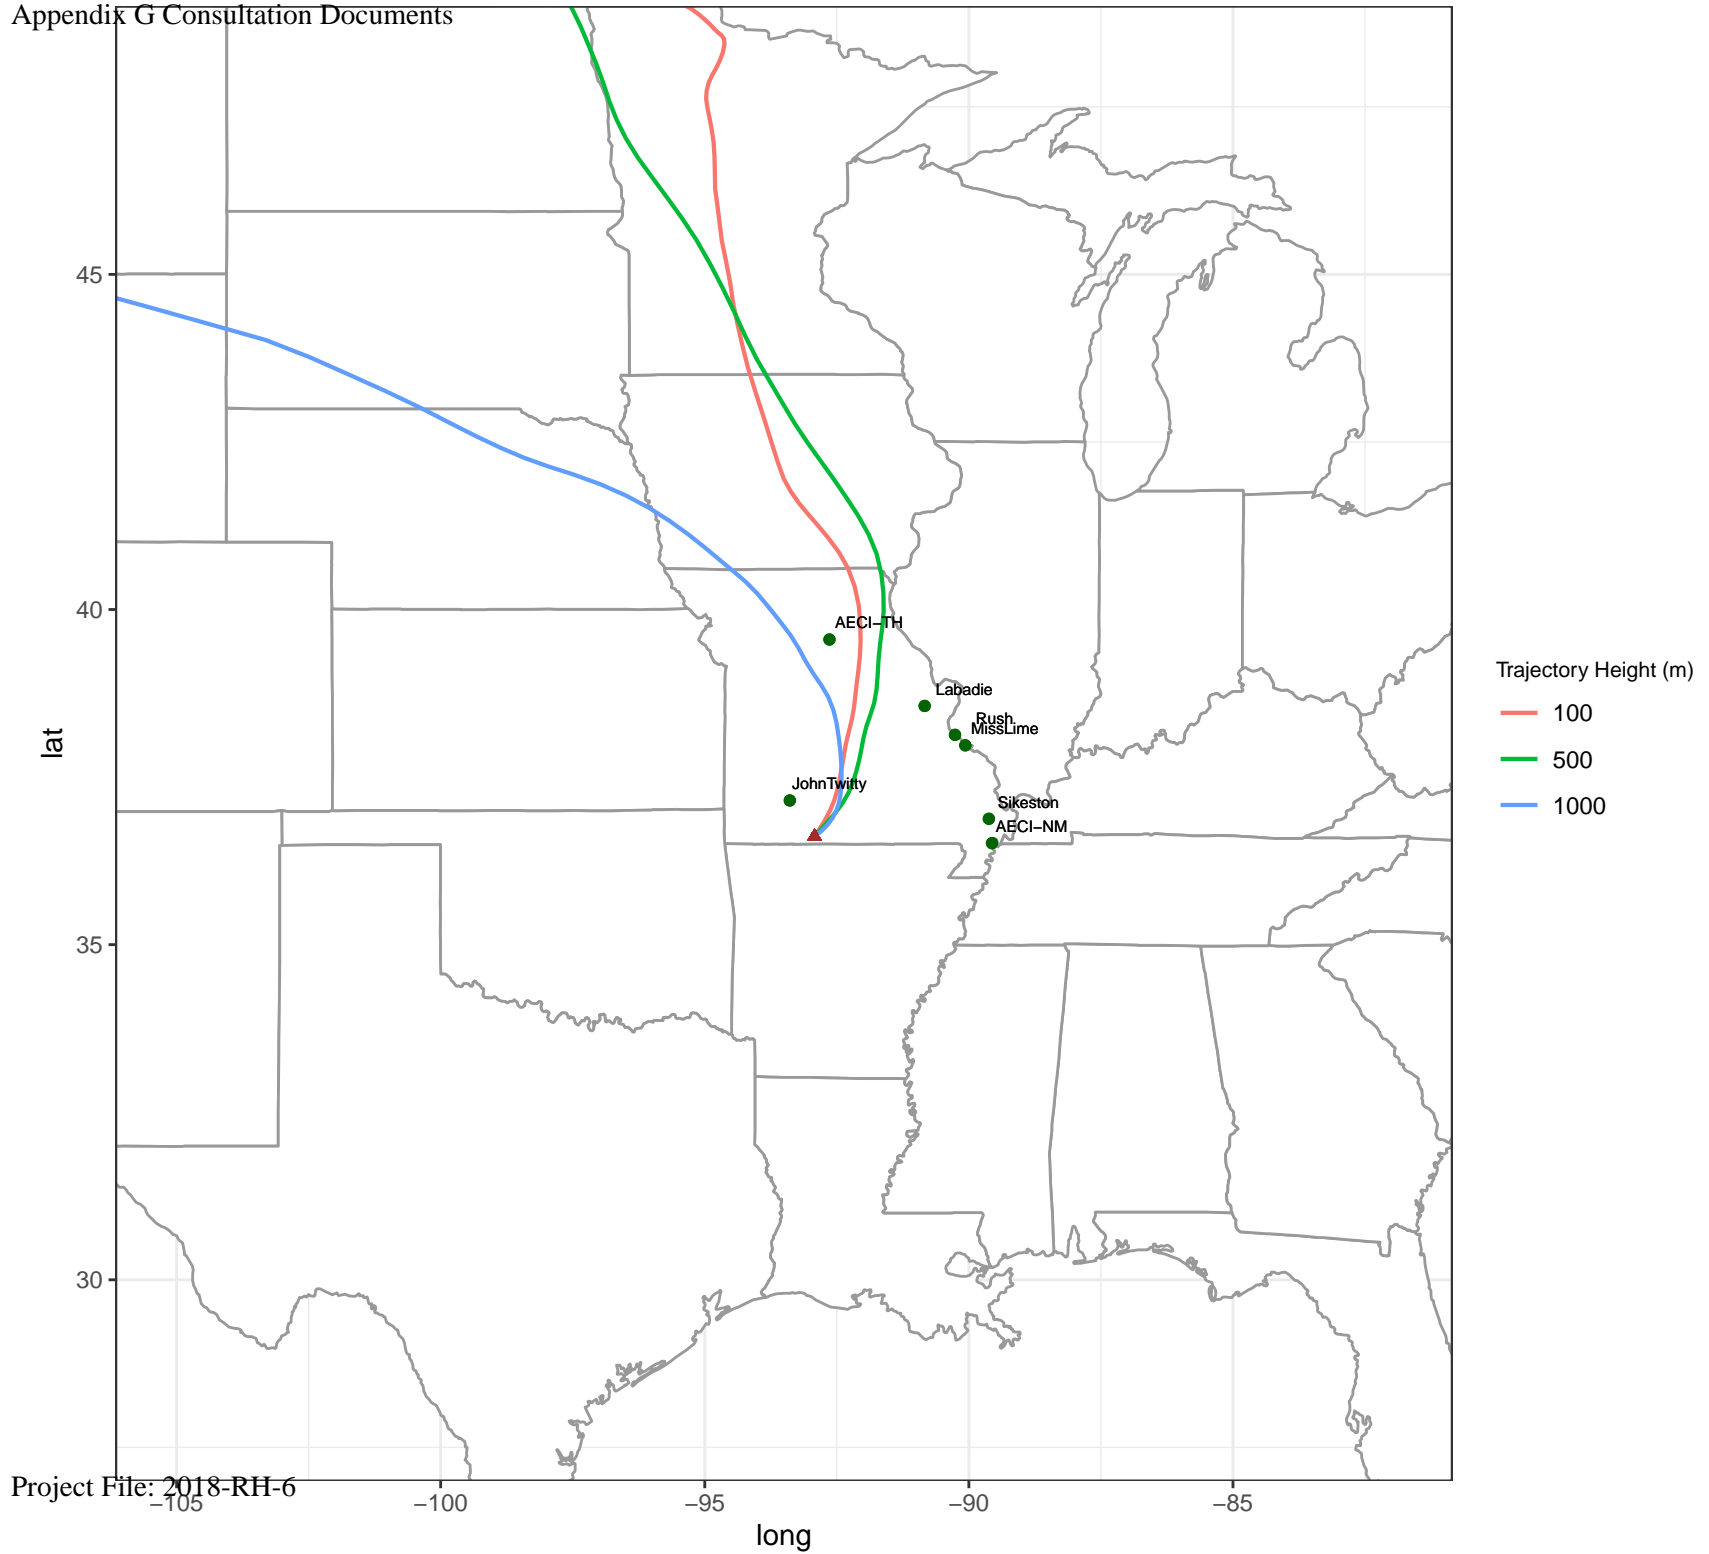 Appendix G Consultation Documents
45
40
35
30
lat
AECI−TH
Labadie
Rush
MissLime
JohnTwitty
Sikeston
AECI−NM
Trajectory Height (m)
100
500
1000
Project File: 2018-RH-6
−105
−100
−95
−90
−85
long